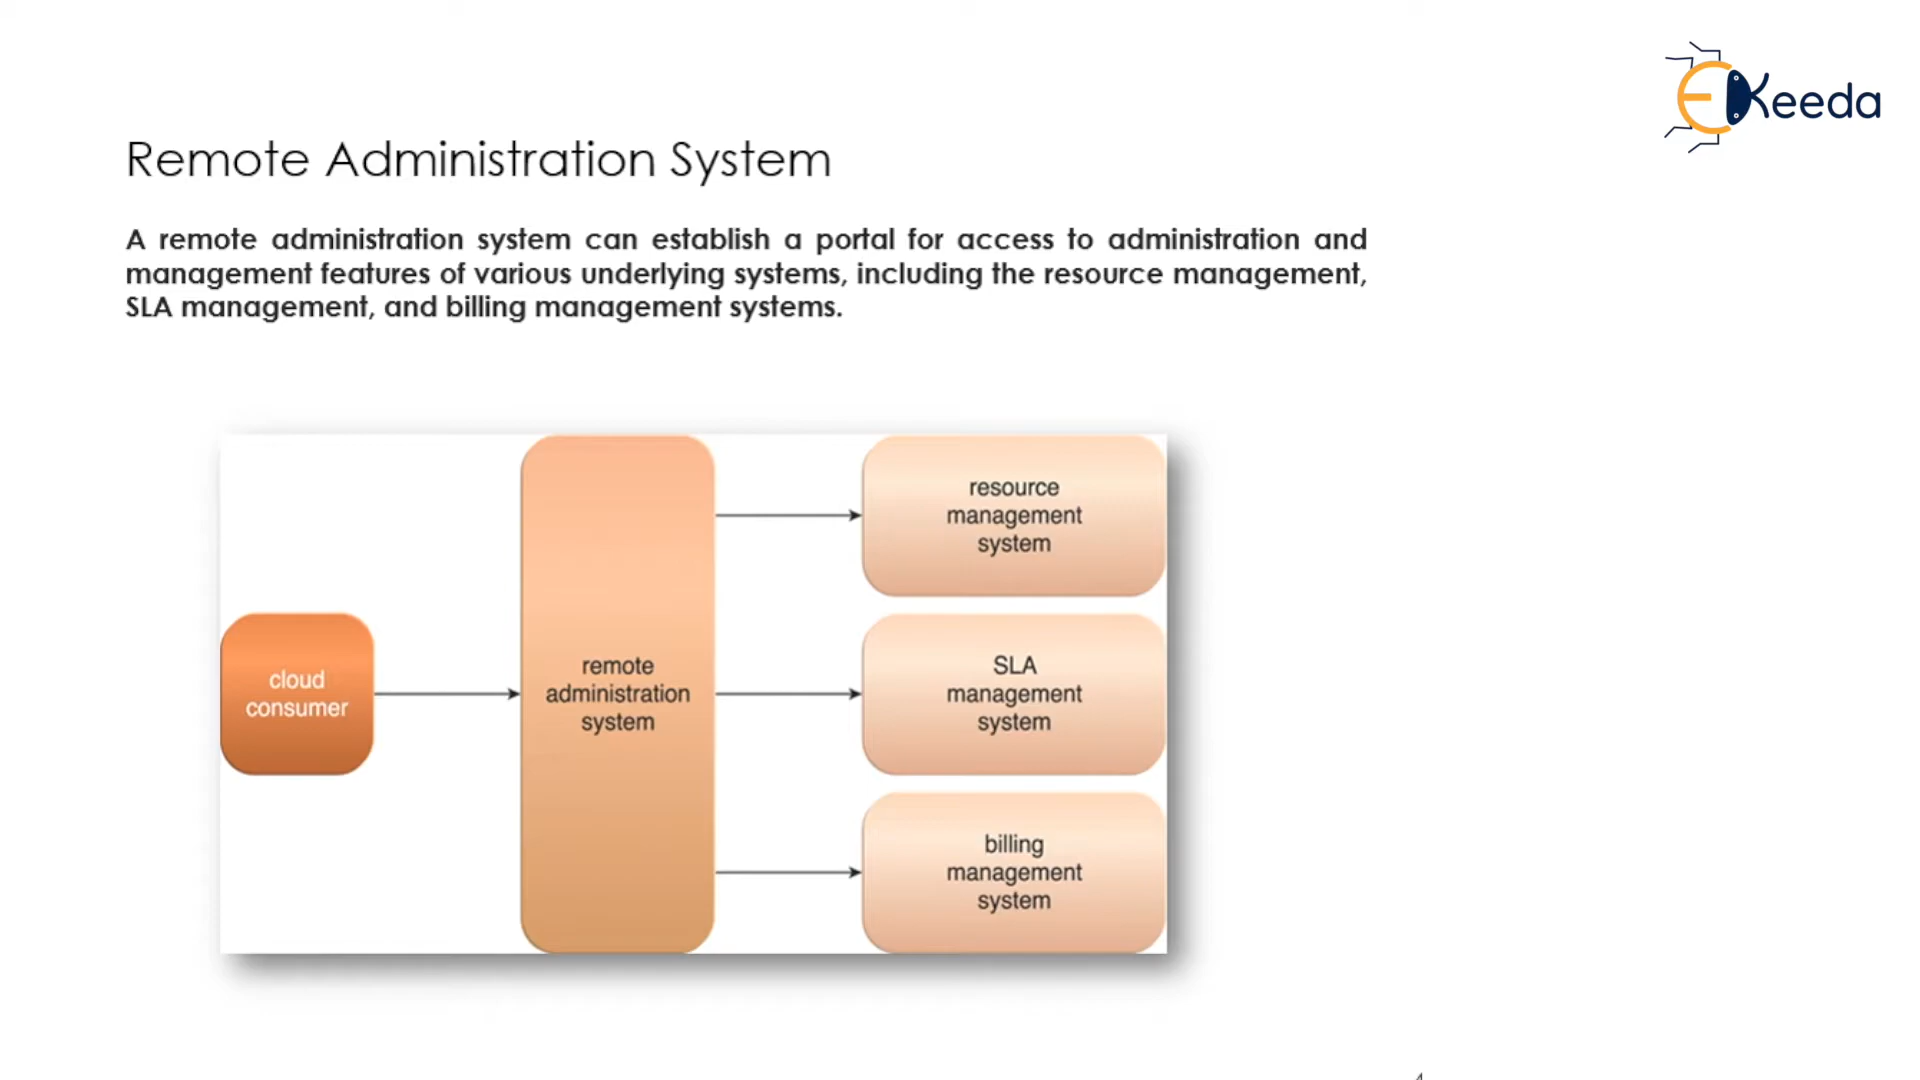 Keeda
Remote Administration System
A remote administration system can establish a portal for access to administration and
management features of various underlying systems, including the resource management,
SLA management, and billing management systems.
cloud
consumer
remote
administration
system
resource
management
system
SLA
management
system
billing
management
system